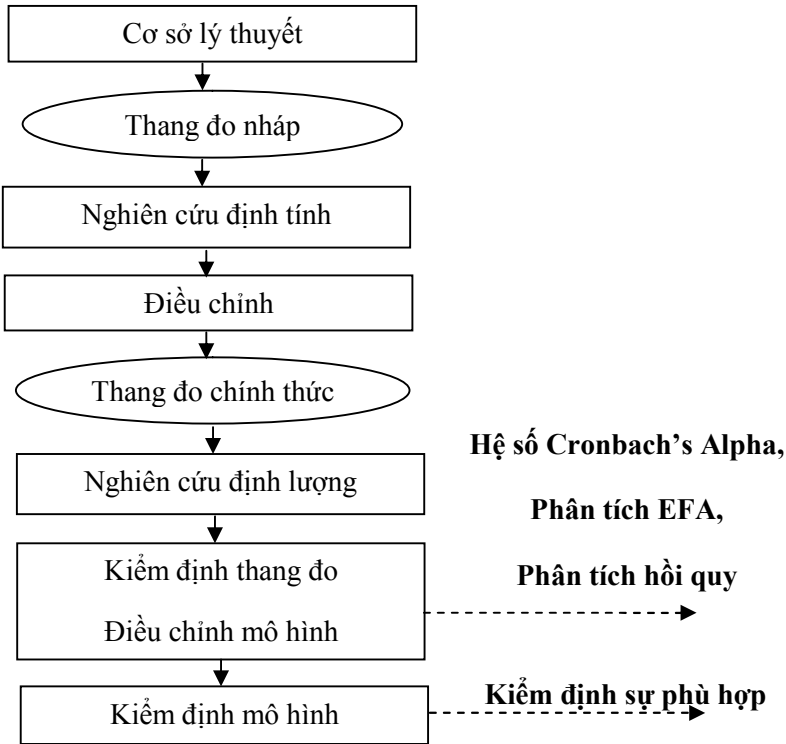 Cơ sở lý thuyết
Thang đo nháp
Nghiên cứu định tính
Điều chỉnh
Thang đo chính thức
Nghiên cứu định lượng
Hệ số Cronbach’s Alpha,
Phân tích EFA,
Phân tích hồi quy
Kiểm định thang đo
Điều chỉnh mô hình
Kiểm định mô hình
Kiểm định sự phù hợp